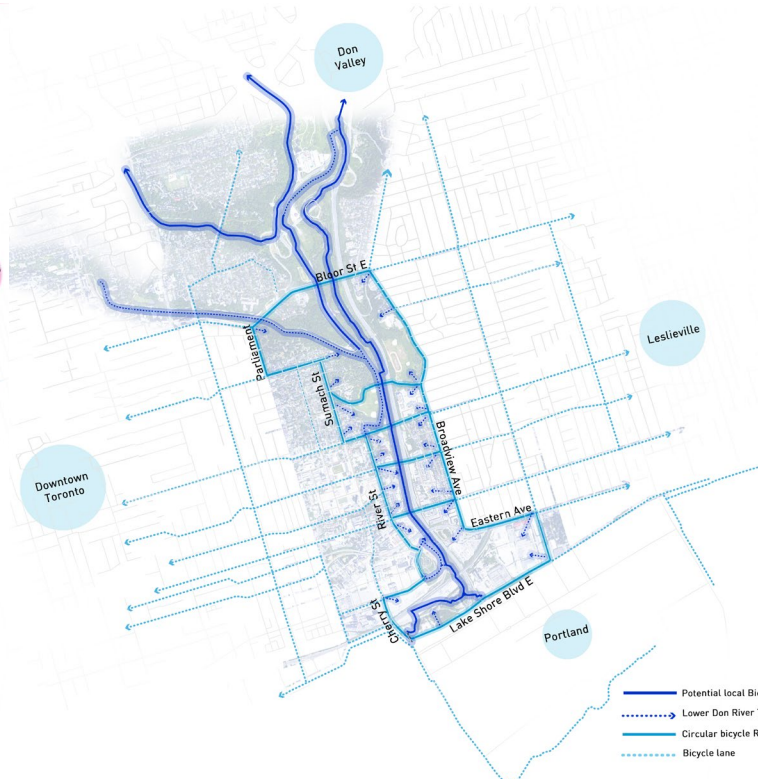 Don
Valley
Bloor St E
Parliament
Leslieville
Sumach St
Broadview Ave
Downtown
Toronto
River St
Eastern Ave
Cherry St
Lake Shore Blvd E
Portland
Potential local Bic
Lower Don River
Circular bicycle R
Bicycle lane